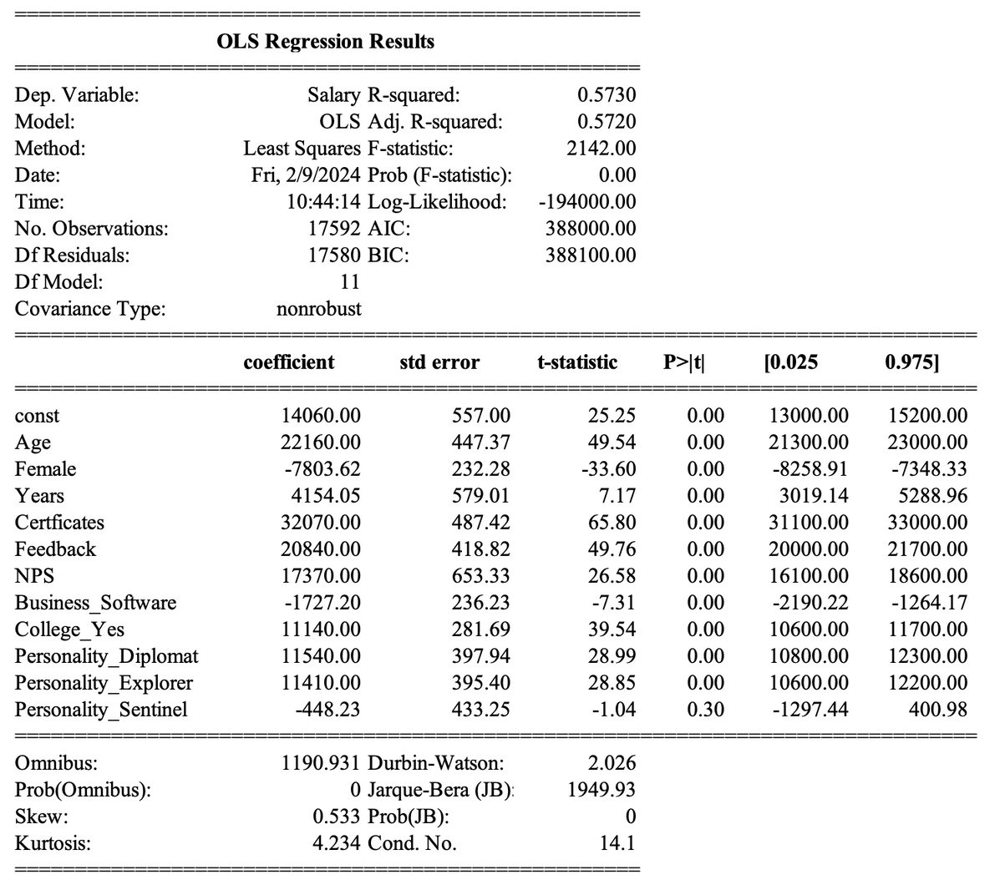 OLS Regression Results
Dep. Variable: Salary R-squared: 0.5730
Model: OLS Adj. R-squared: 0.5720
Method: Least Squares F-statistic: 2142.00
Date: Fri, 2/9/2024 Prob (F-statistic): 0.00
Time: 10:44:14 Log-Likelihood: -194000.00
No. Observations: 17592 AIC: 388000.00
Df Residuals: 17580 BIC: 388100.00
Df Model: 11
Covariance Type: nonrobust
coefficient std error t-statistic P>|t| [0.025 0.975]
const 14060.00 557.00 25.25 0.00 13000.00 15200.00
Age 22160.00 447.37 49.54 0.00 21300.00 23000.00
Female -7803.62 232.28 -33.60 0.00 -8258.91 -7348.33
Years 4154.05 579.01 7.17 0.00 3019.14 5288.96
Certficates 32070.00 487.42 65.80 0.00 31100.00 33000.00
Feedback 20840.00 418.82 49.76 0.00 20000.00 21700.00
NPS 17370.00 653.33 26.58 0.00 16100.00 18600.00
Business_Software -1727.20 236.23 -7.31 0.00 -2190.22 -1264.17
College_Yes 11140.00 281.69 39.54 0.00 10600.00 11700.00
Personality_Diplomat 11540.00 397.94 28.99 0.00 10800.00 12300.00
Personality_Explorer 11410.00 395.40 28.85 0.00 10600.00 12200.00
Personality_Sentinel -448.23 433.25 -1.04 0.30 -1297.44 400.98
Omnibus: 1190.931 Durbin-Watson: 2.026
Prob(Omnibus): 0 Jarque-Bera (JB): 1949.93
Skew: 0.533 Prob(JB): 0
Kurtosis: 4.234 Cond. No. 14.1